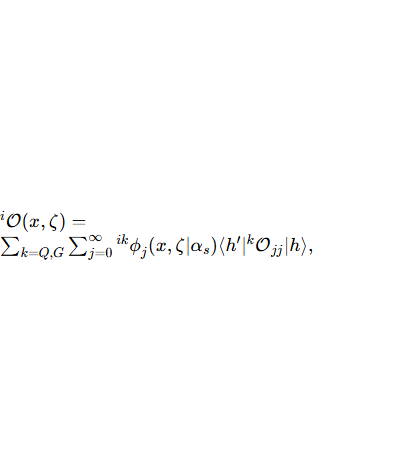 ${}^{i}\mathcal{O}(x,\zeta) =$
$\sum_{k=Q,G} \sum_{j=0}^{\infty} {}^{ik}\phi_j(x,\zeta|\alpha_s)\langle h'|{}^{k}\mathcal{O}_{jj}|h\rangle,$